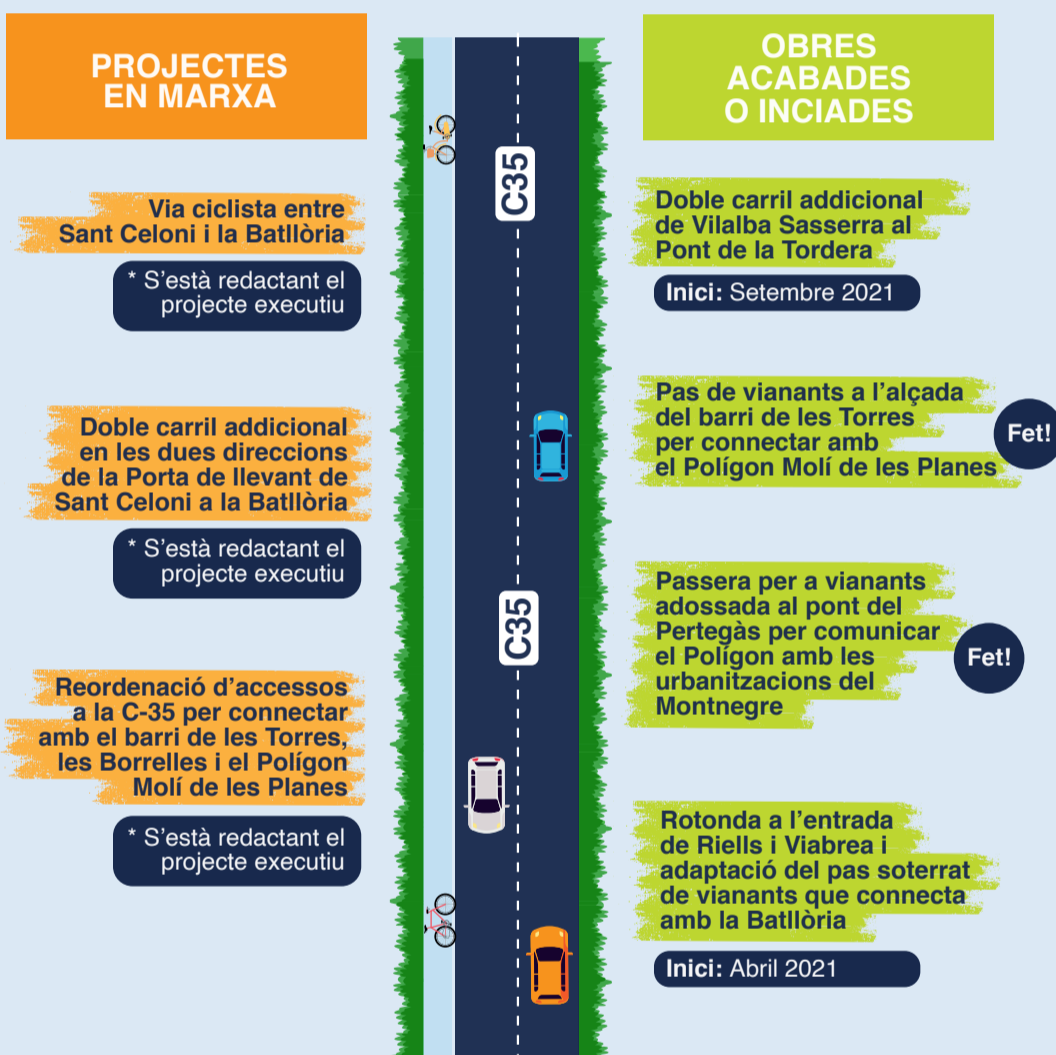 PROJECTES
EN MARXA
Via ciclista entre
Sant Celoni i la Batllòria
* S'està redactant el
projecte executiu
Doble carril addicional
en les dues direccions
de la Porta de llevant de
Sant Celoni a la Batllòria
* S'està redactant el
projecte executiu
Reordenació d'accessos
a la C-35 per connectar
amb el barri de les Torres,
les Borrelles i el Polígon
Molí de les Planes
* S'està redactant el
projecte executiu
C35
C35
OBRES
ACABADES
O INCIADES
Doble carril addicional
de Vilalba Sasserra al
Pont de la Tordera
Inici: Setembre 2021
Pas de vianants a l'alçada
del barri de les Torres
per connectar amb
el Polígon Molí de les Planes
Fet!
Passera per a vianants
adossada al pont del
Pertegàs per comunicar
el Polígon amb les
urbanitzacions del
Montnegre
Fet!
Rotonda a l'entrada
de Riells i Viabrea i
adaptació del pas soterrat
de vianants que connecta
amb la Batllòria
Inici: Abril 2021